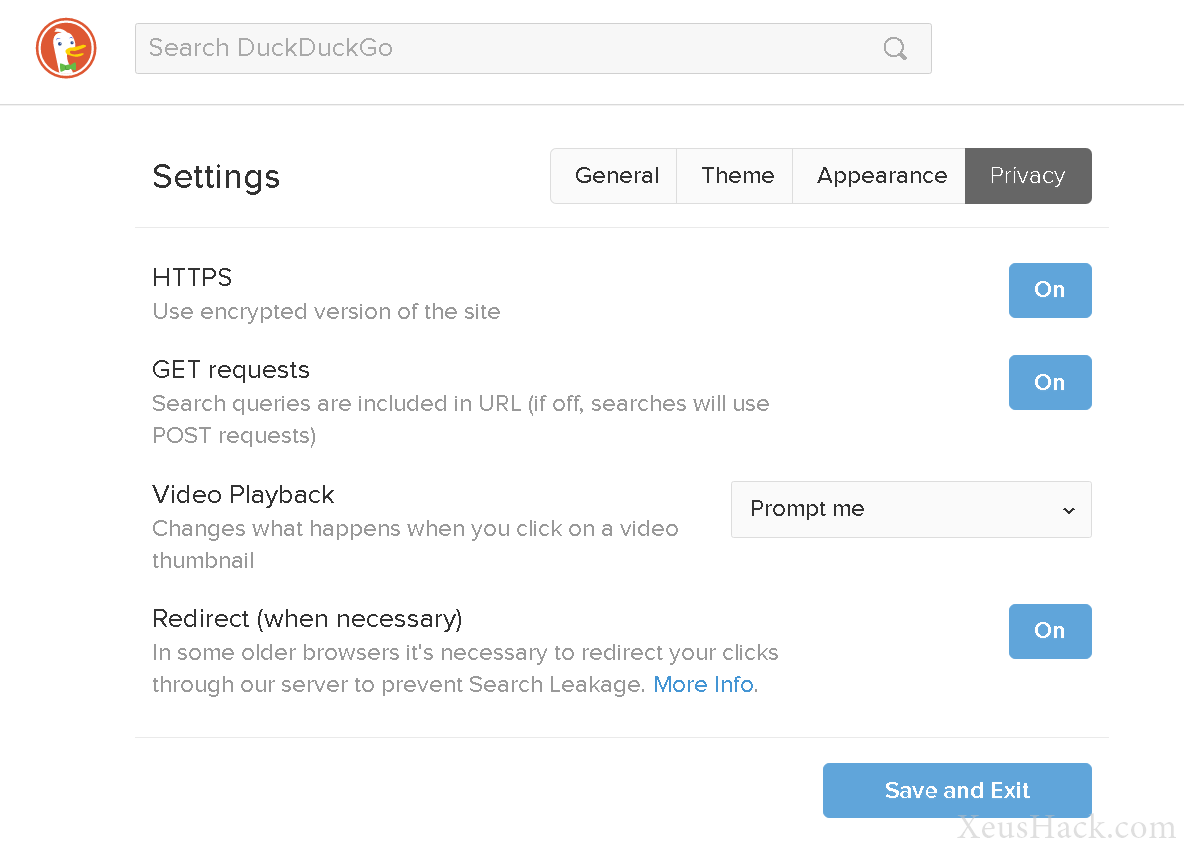 Search DuckDuckGo
Settings
General
Theme
Appearance
Privacy
HTTPS
Use encrypted version of the site
On
GET requests
Search queries are included in URL (if off, searches will use
POST requests)
On
Video Playback
Changes what happens when you click on a video
thumbnail
Prompt me
Redirect (when necessary)
In some older browsers it's necessary to redirect your clicks
through our server to prevent Search Leakage. More Info.
On
Save and Exit
XeusHack.com